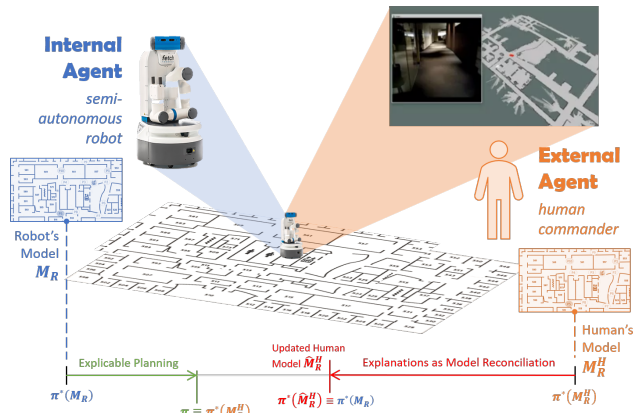 Internal
Agent
semi-
autonomous
robot
fetch
External
Agent
human
commander
Robot's
Model
M_R
Human's
Model
M_R^H
Explicable Planning
Updated Human
Model M̂_R^H
Explanations as Model Reconciliation
π*(M_R)
π ≡ π*(M_R^H)
π*(M̂_R^H) ≡ π*(M_R)
π*(M_R^H)